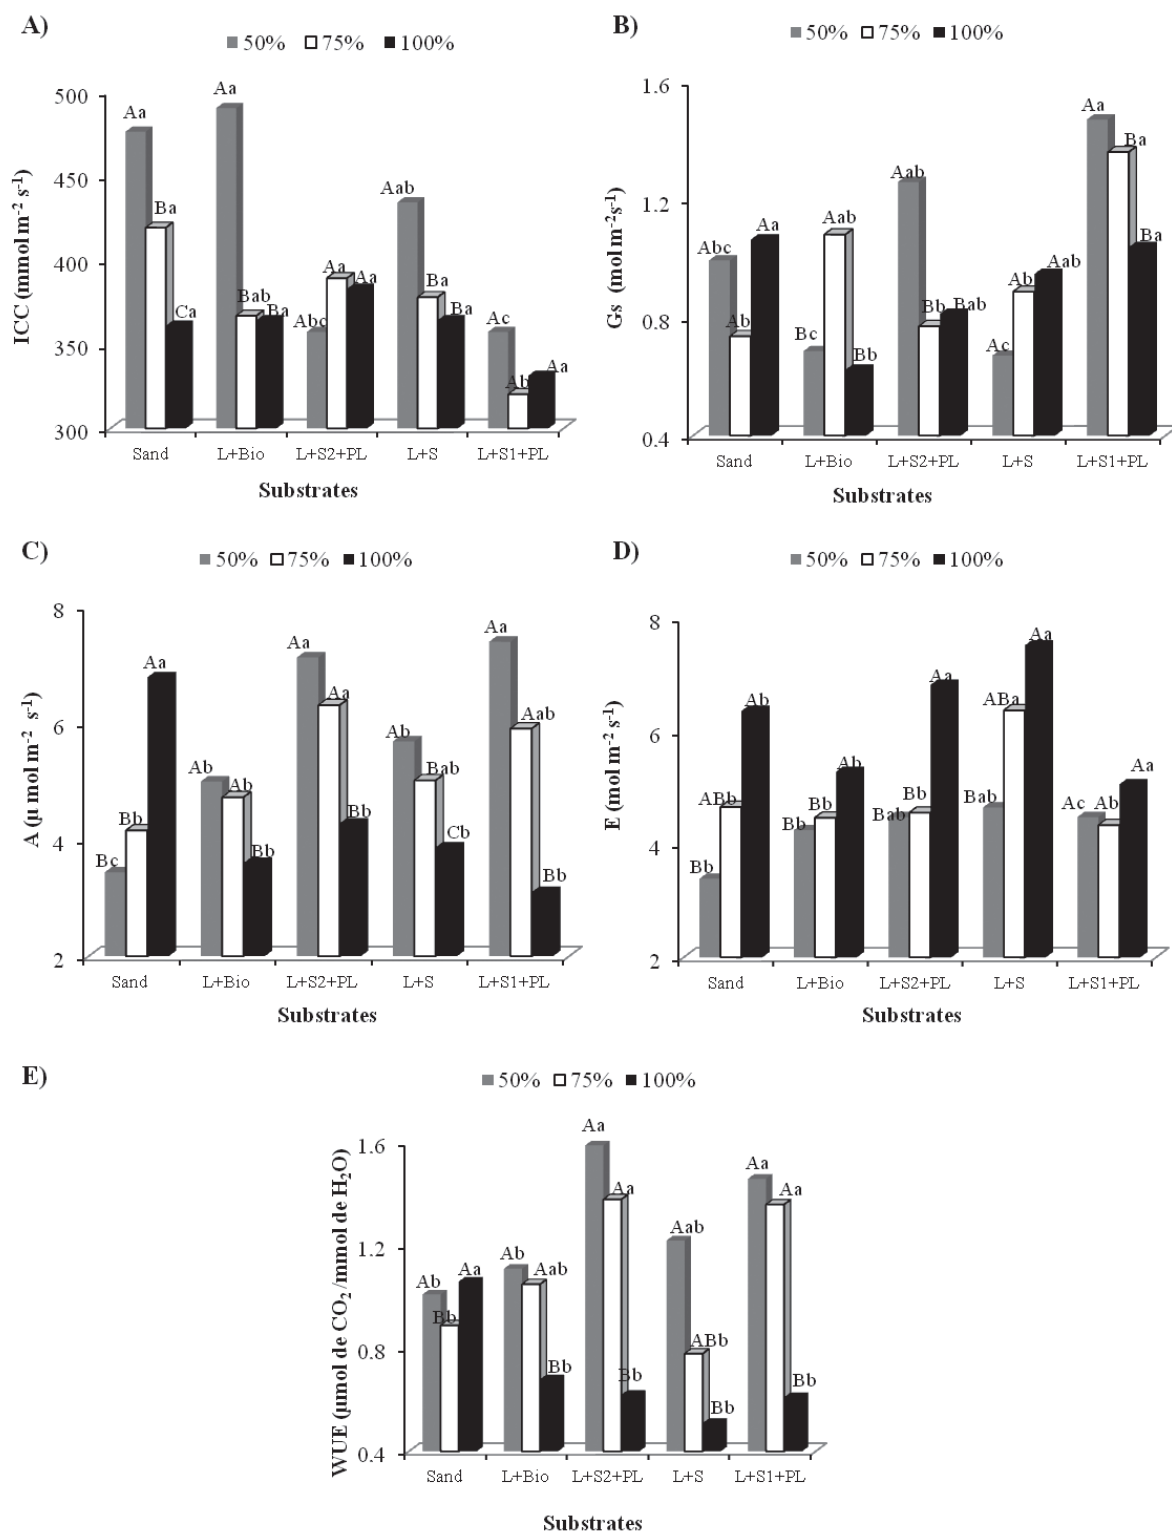 A)
50% 75% 100%
ICC (mmol m⁻² s⁻¹)
500
450
400
350
300
Aa Ba Ca
Aa Bab Ba
Abc Aa Aa
Aab Ba Ba
Ac Ab Aa
Sand L+Bio L+S2+PL L+S L+S1+PL
Substrates
B)
50% 75% 100%
Gs (mol m⁻²s⁻¹)
1.6
1.2
0.8
0.4
Abc Ab Aa
Bc Aab Bb
Aab Bb Bab
Ac Ab Aab
Aa Ba Ba
Sand L+Bio L+S2+PL L+S L+S1+PL
Substrates
C)
50% 75% 100%
A (µ mol m⁻² s⁻¹)
8
6
4
2
Bc Bb Aa
Ab Ab Bb
Aa Aa Bb
Ab Bab Cb
Aa Aab Bb
Sand L+Bio L+S2+PL L+S L+S1+PL
Substrates
D)
50% 75% 100%
E (mol m⁻² s⁻¹)
8
6
4
2
Bb ABb Ab
Bb Bb Ab
Bab Bb Aa
Bab ABa Aa
Ac Ab Aa
Sand L+Bio L+S2+PL L+S L+S1+PL
Substrates
E)
50% 75% 100%
WUE (µmol de CO₂ /mmol de H₂O)
1.6
1.2
0.8
0.4
Ab Bb Aa
Ab Aab Bb
Aa Aa Bb
Aab ABb Bb
Aa Aa Bb
Sand L+Bio L+S2+PL L+S L+S1+PL
Substrates